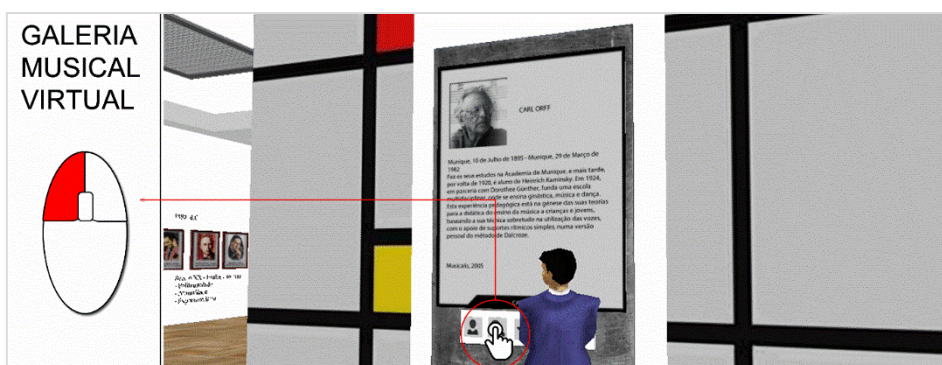 GALERIA
MUSICAL
VIRTUAL
CARL ORFF
Munique, 10 de Julho de 1895 - Munique, 29 de Março de
1982
Faz os seus estudos na Academia de Munique, e mais tarde,
por volta de 1920, é aluno de Heinrich Kaminsky. Em 1924,
em parceria com Dorothee Günther, funda uma escola
multidisciplinar, onde se ensina ginástica, música e dança.
Esta experiência pedagógica está na génese das suas teorias
para a didática do ensino da música a crianças e jovens,
baseando a sua técnica sobretudo na utilização das vozes,
com o apoio de suportes rítmicos simples, numa versão
pessoal do método de Dalcroze.
Musicalis, 2005